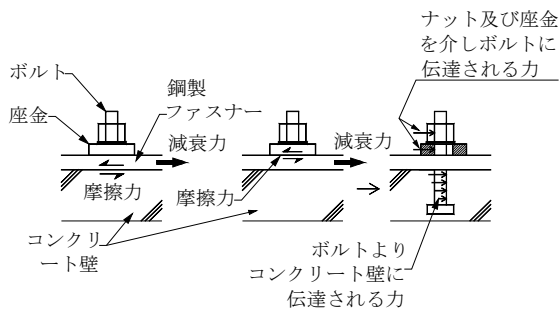 ナット及び座金
を介しボルトに
伝達される力
ボルト
座金
鋼製
ファスナー
減衰力
減衰力
摩擦力
摩擦力
コンクリ
ート壁
ボルトより
コンクリート壁に
伝達される力